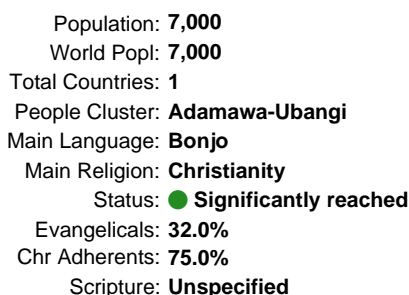 Population: 7,000
World Popl: 7,000
Total Countries: 1
People Cluster: Adamawa-Ubangi
Main Language: Bonjo
Main Religion: Christianity
Status: Significantly reached
Evangelicals: 32.0%
Chr Adherents: 75.0%
Scripture: Unspecified